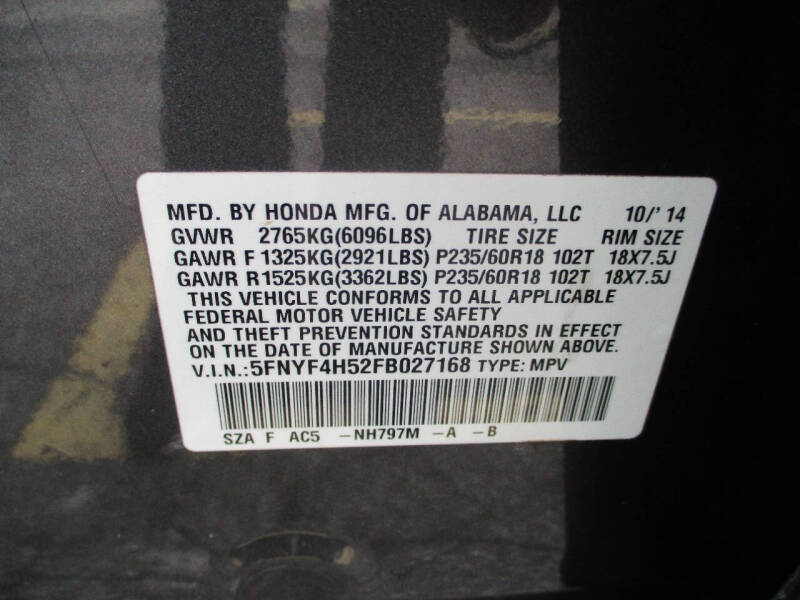 MFD. BY HONDA MFG. OF ALABAMA, LLC 10/' 14
GVWR 2765KG(6096LBS) TIRE SIZE RIM SIZE
GAWR F 1325KG(2921LBS) P235/60R18 102T 18X7.5J
GAWR R 1525KG(3362LBS) P235/60R18 102T 18X7.5J
THIS VEHICLE CONFORMS TO ALL APPLICABLE
FEDERAL MOTOR VEHICLE SAFETY
AND THEFT PREVENTION STANDARDS IN EFFECT
ON THE DATE OF MANUFACTURE SHOWN ABOVE.
V.I.N.:5FNYF4H52FB027168 TYPE: MPV
SZA F AC5 -NH797M -A -B